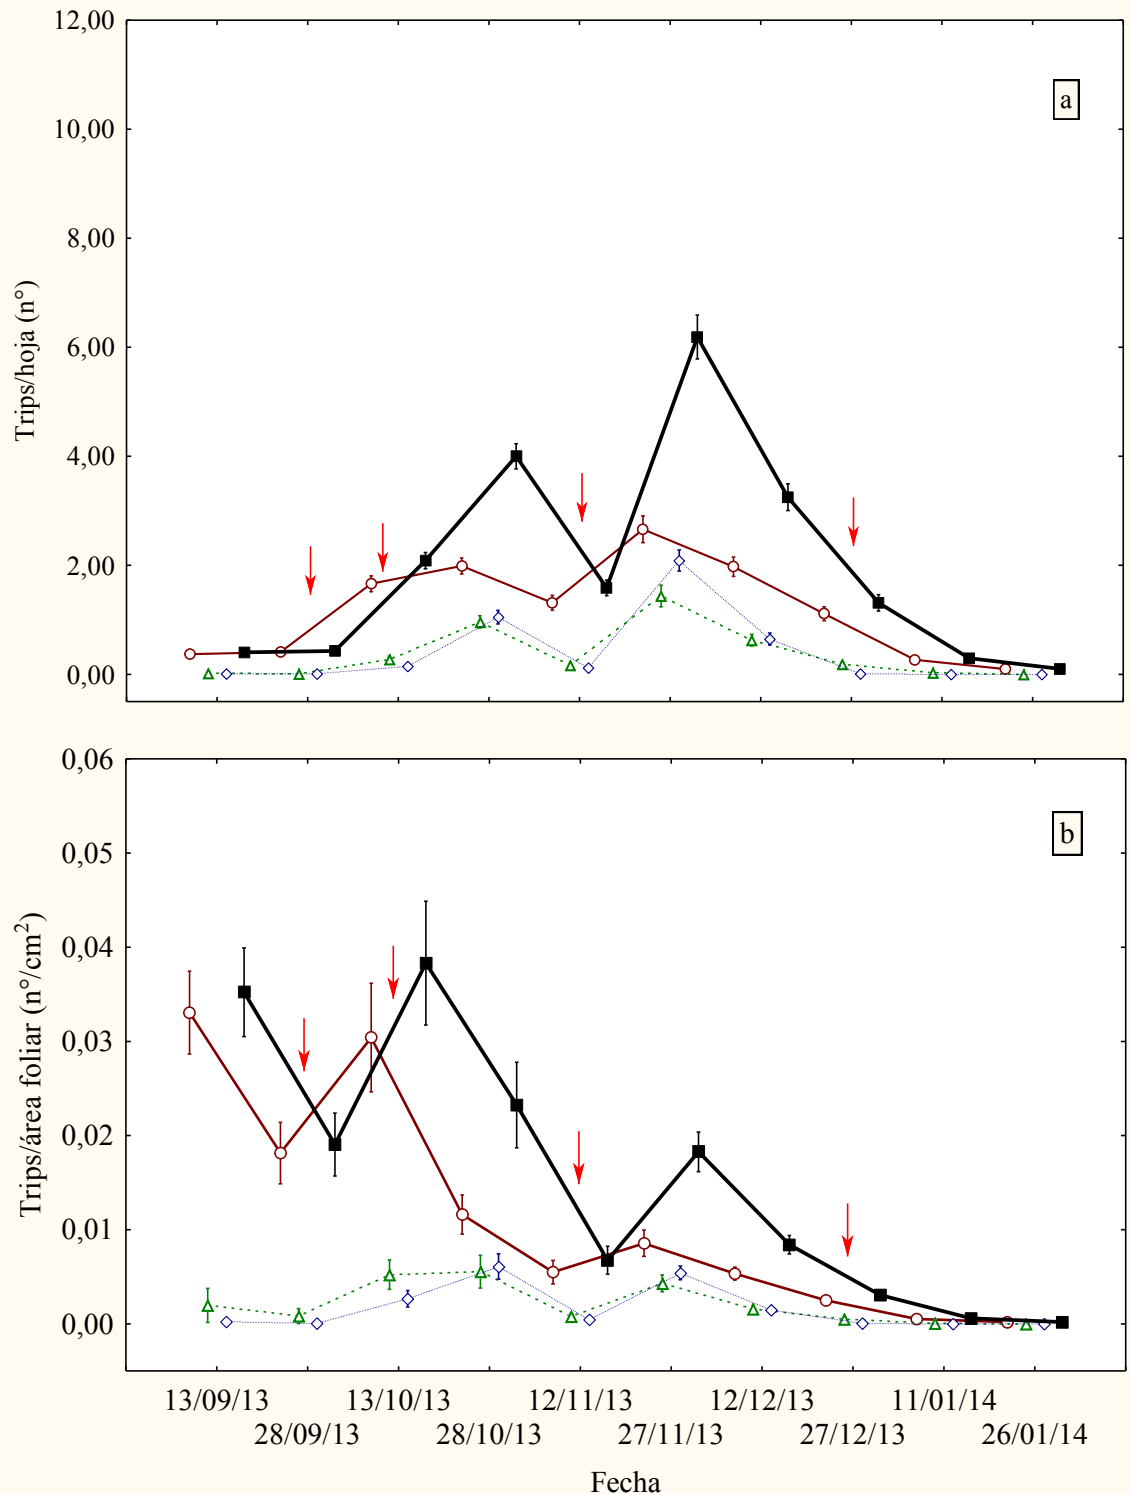 12,00
a
10,00
8,00
6,00
4,00
2,00
0,00
Trips/hoja (n°)
0,06
b
0,05
0,04
0,03
0,02
0,01
0,00
Trips/área foliar (n°/cm²)
13/09/13 13/10/13 12/11/13 12/12/13 11/01/14
28/09/13 28/10/13 27/11/13 27/12/13 26/01/14
Fecha